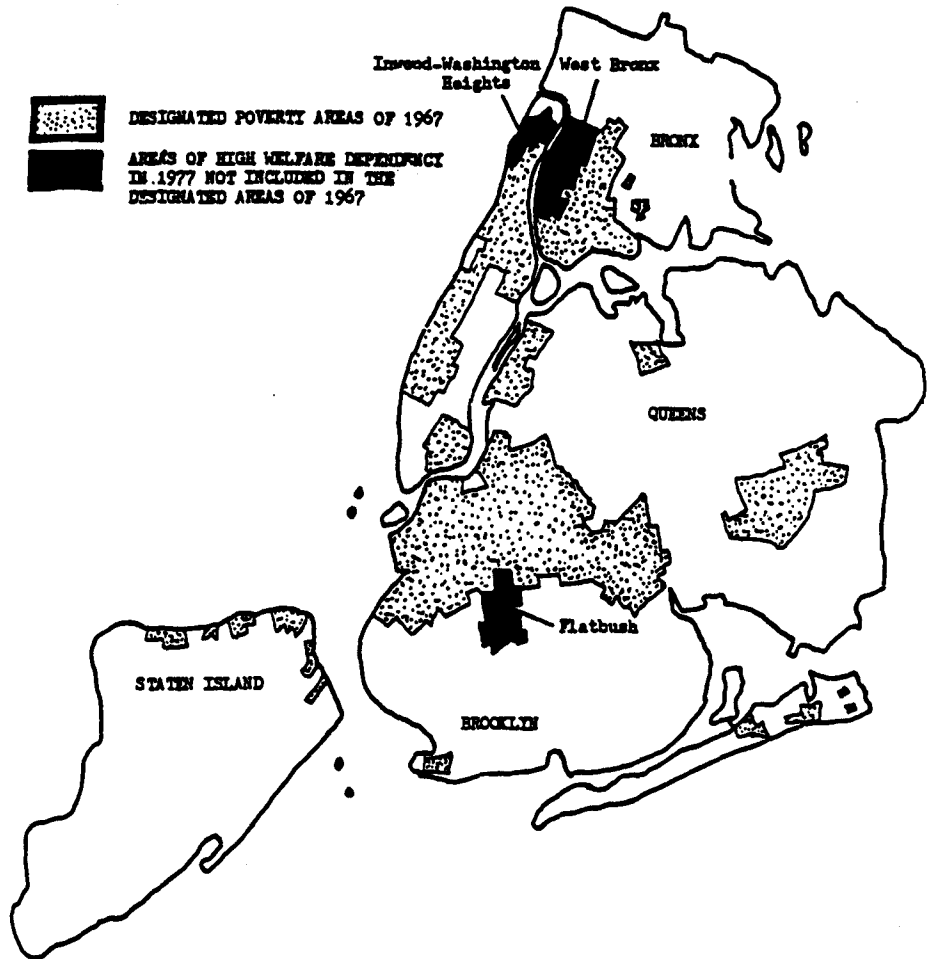 Inwood-Washington
Heights
West Bronx
DESIGNATED POVERTY AREAS OF 1967
AREAS OF HIGH WELFARE DEPENDENCY
IN 1977 NOT INCLUDED IN THE
DESIGNATED AREAS OF 1967
BRONX
QUEENS
Flatbush
STATEN ISLAND
BROOKLYN